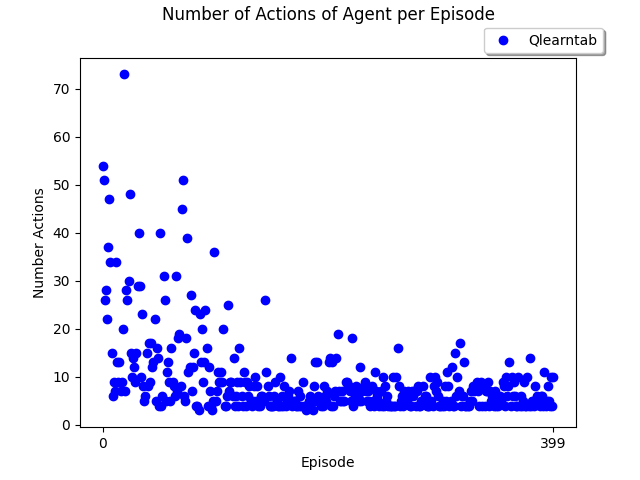 Number of Actions of Agent per Episode
Qlearntab
70
60
50
40
30
20
10
0
Number Actions
0 399
Episode